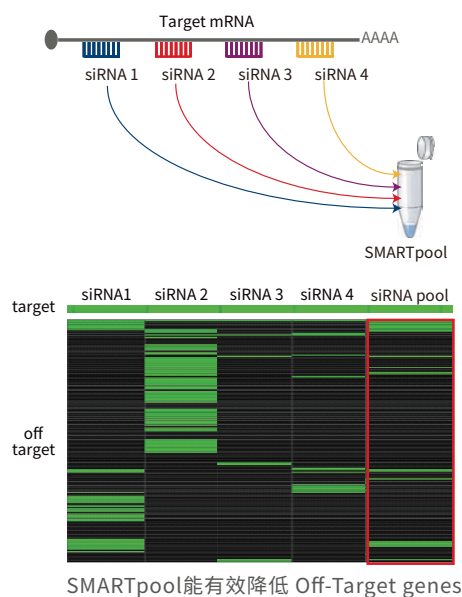 Target mRNA
AAAA
siRNA 1 siRNA 2 siRNA 3 siRNA 4
SMARTpool
siRNA1 siRNA 2 siRNA 3 siRNA 4 siRNA pool
target
off
target
SMARTpool能有效降低 Off-Target genes